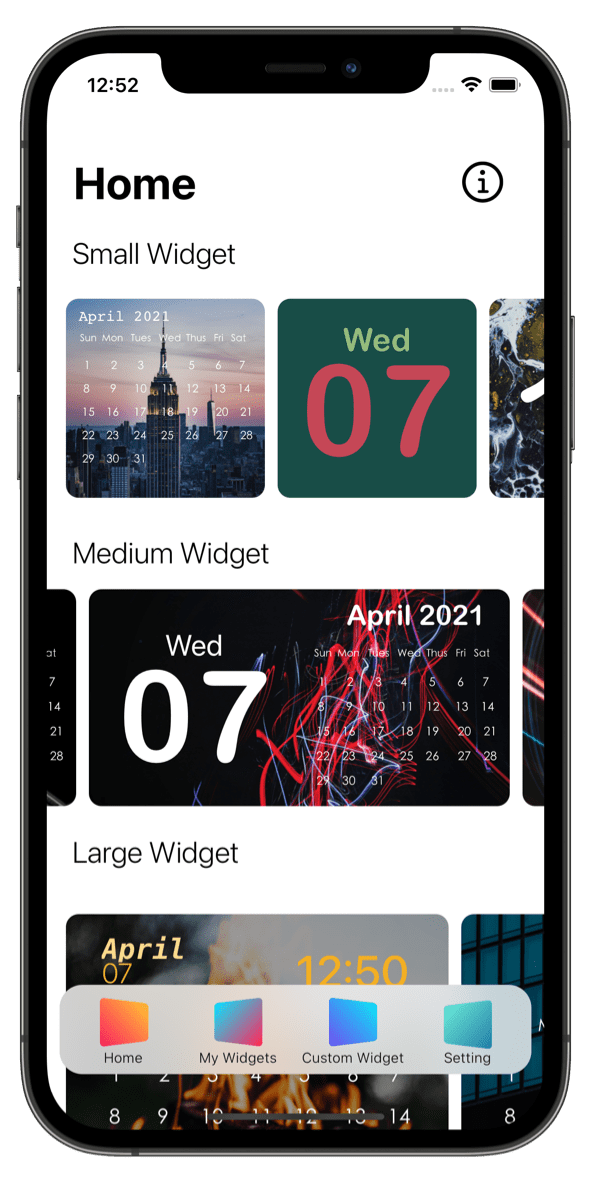 12:52
Home
Small Widget
April 2021
Sun Mon Tues Wed Thus Fri Sat
1 2 3 4 5 6 7
8 9 10 11 12 13 14
15 16 17 18 19 20 21
22 23 24 25 26 27 28
29 30 31
Wed
07
Medium Widget
at
7
14
21
28
Wed
07
April 2021
Sun Mon Tues Wed Thus Fri Sat
1 2 3 4 5 6 7
8 9 10 11 12 13 14
15 16 17 18 19 20 21
22 23 24 25 26 27 28
29 30 31
Large Widget
April
07
12:50
Home My Widgets Custom Widget Setting
1 2 3 4 5 6 7
8 9 10 11 12 13 14
1
8